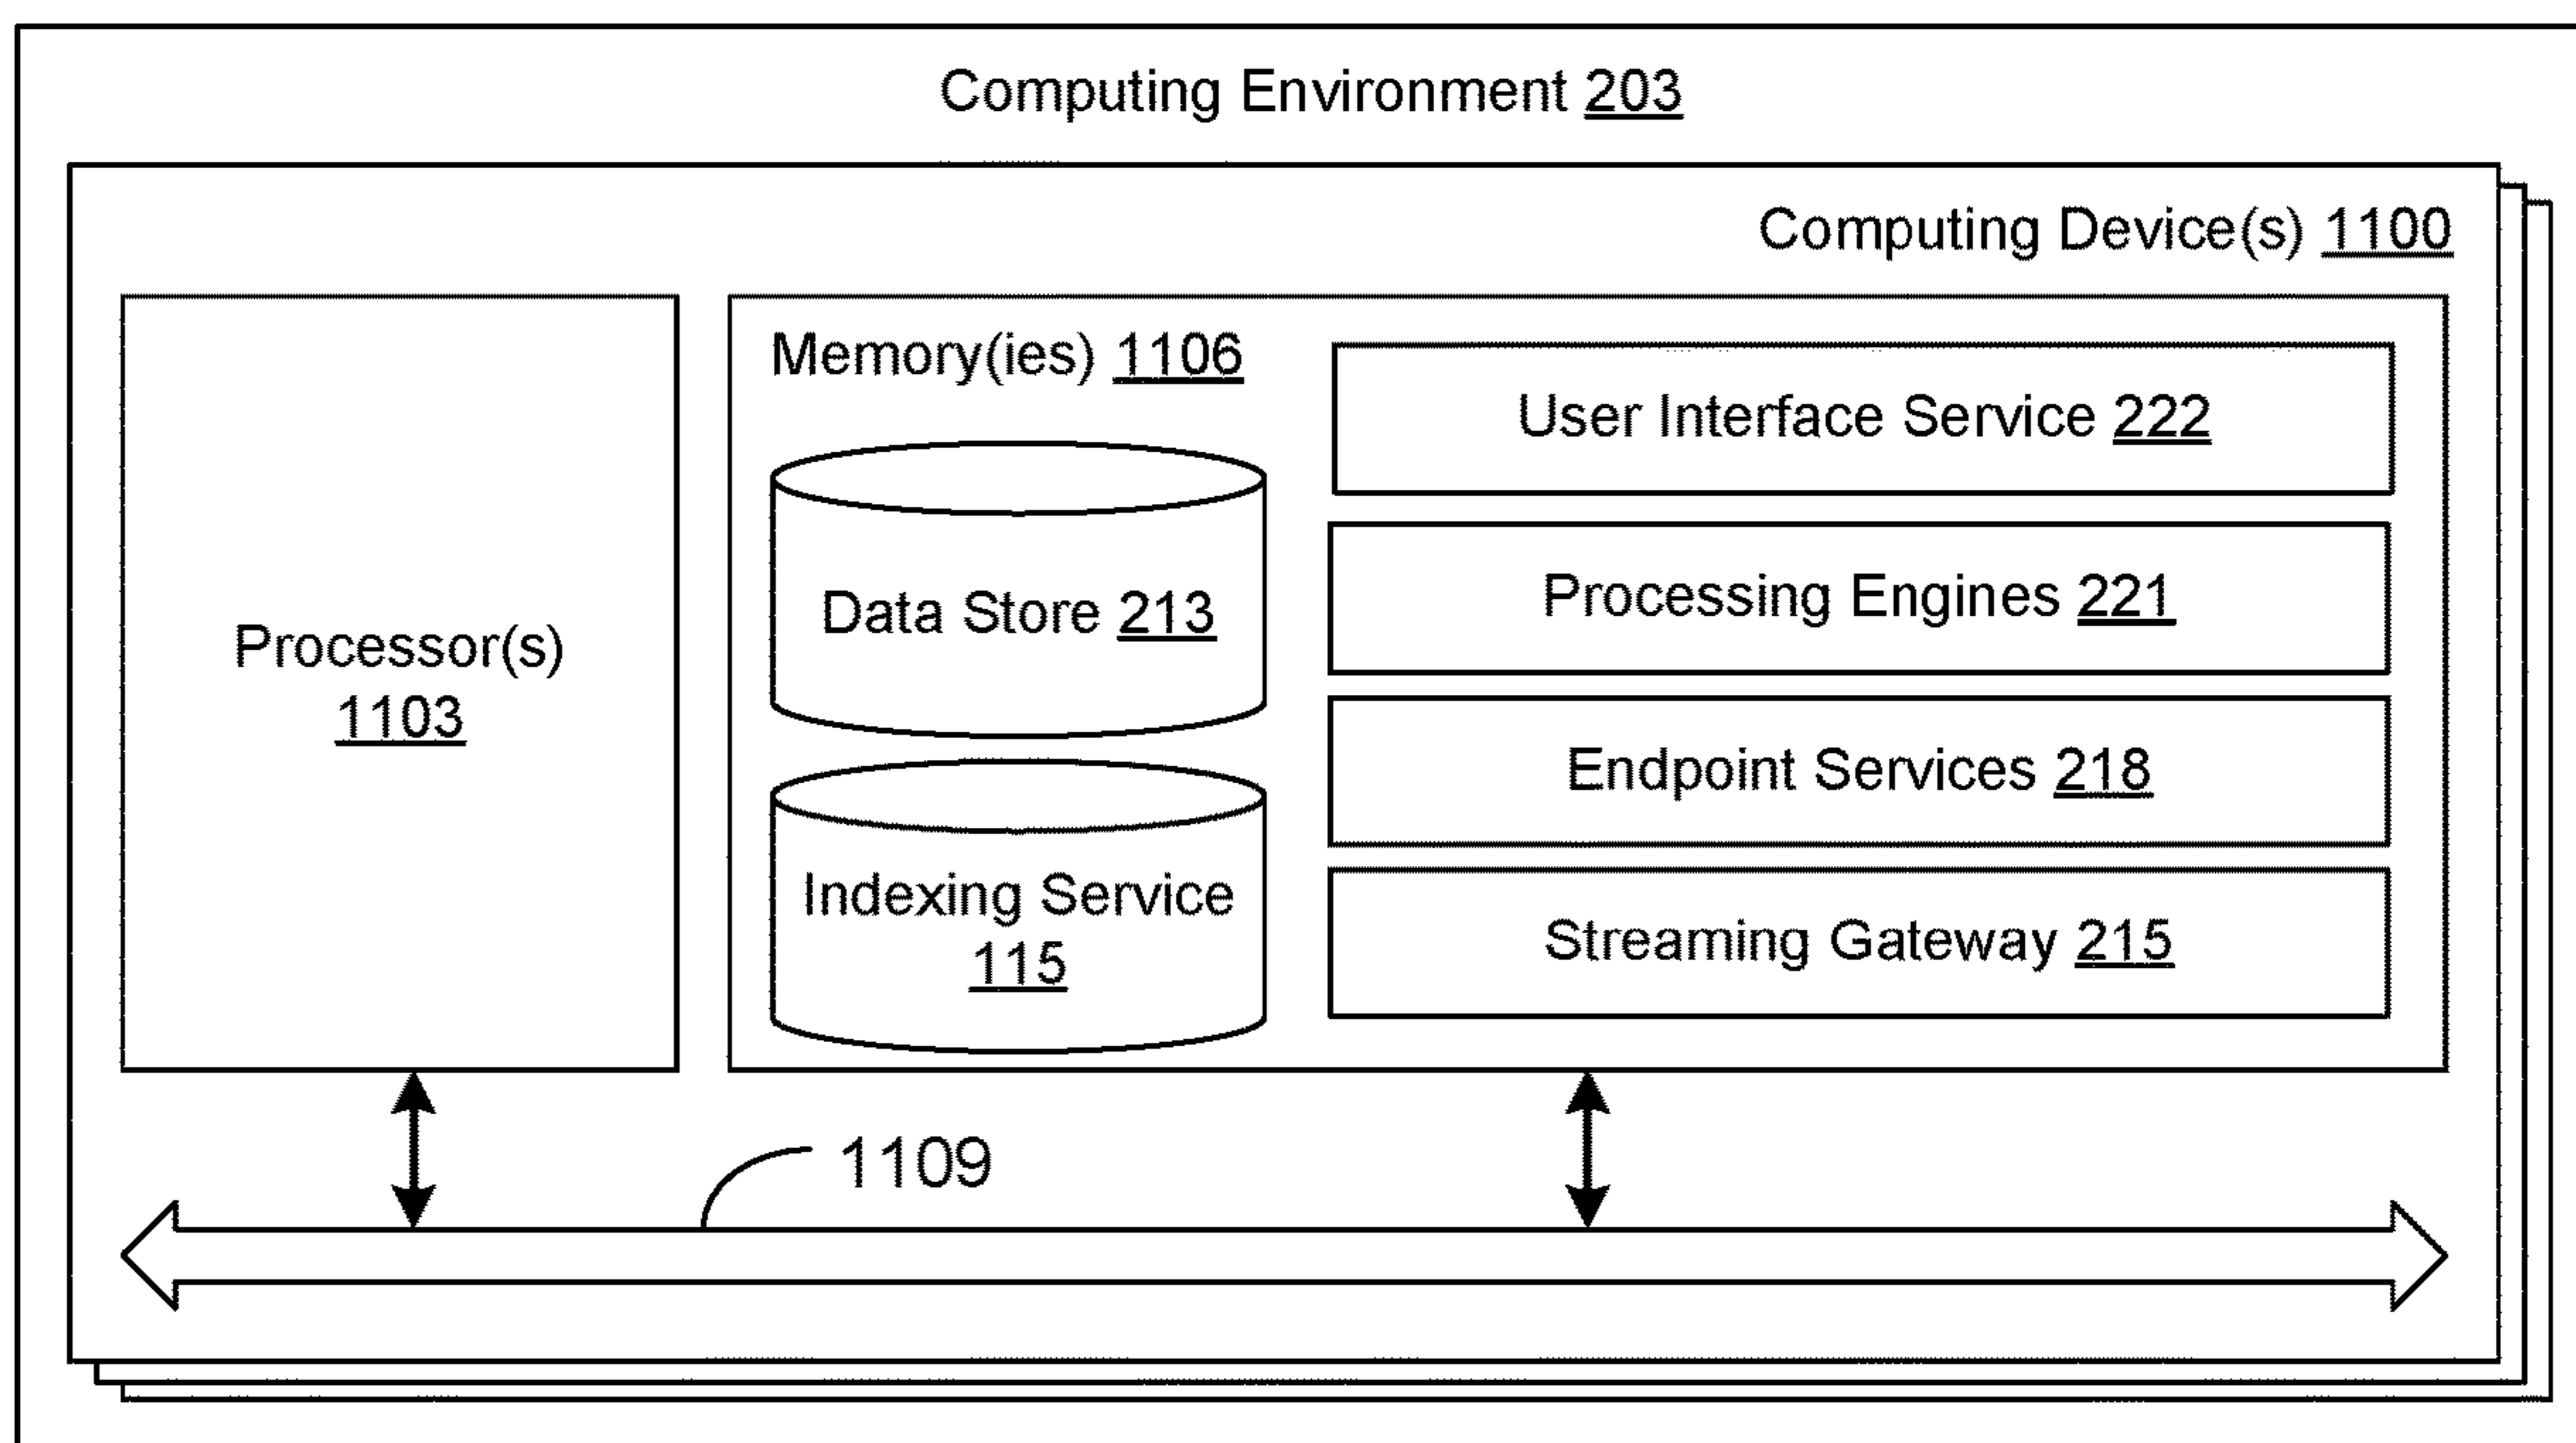 Computing Environment 203
Computing Device(s) 1100
Memory(ies) 1106
User Interface Service 222
Processing Engines 221
Data Store 213
Processor(s)
1103
Endpoint Services 218
Indexing Service
115
Streaming Gateway 215
1109